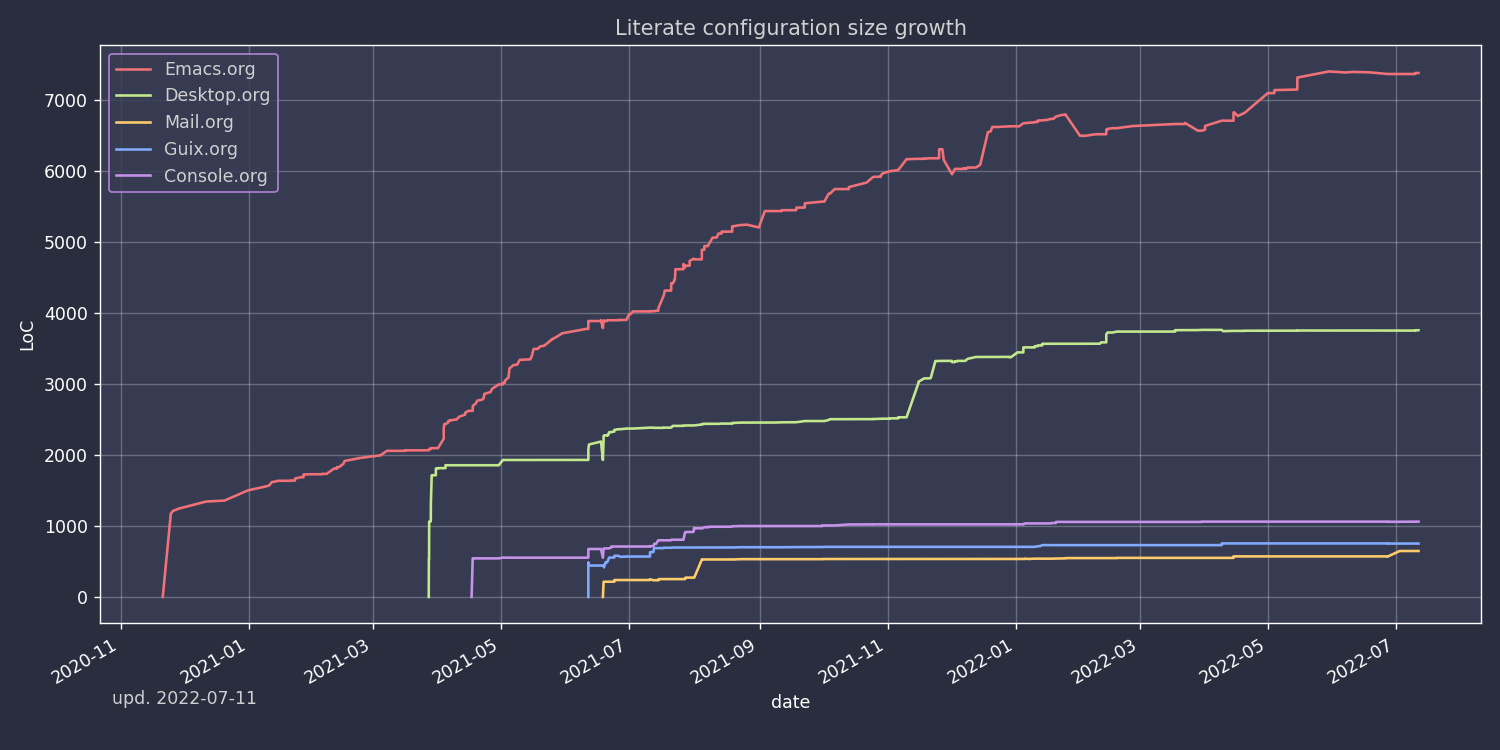 Literate configuration size growth
Emacs.org
Desktop.org
Mail.org
Guix.org
Console.org
7000
6000
5000
4000
3000
2000
1000
0
LoC
2020-11
2021-01
2021-03
2021-05
2021-07
2021-09
2021-11
2022-01
2022-03
2022-05
2022-07
upd. 2022-07-11
date